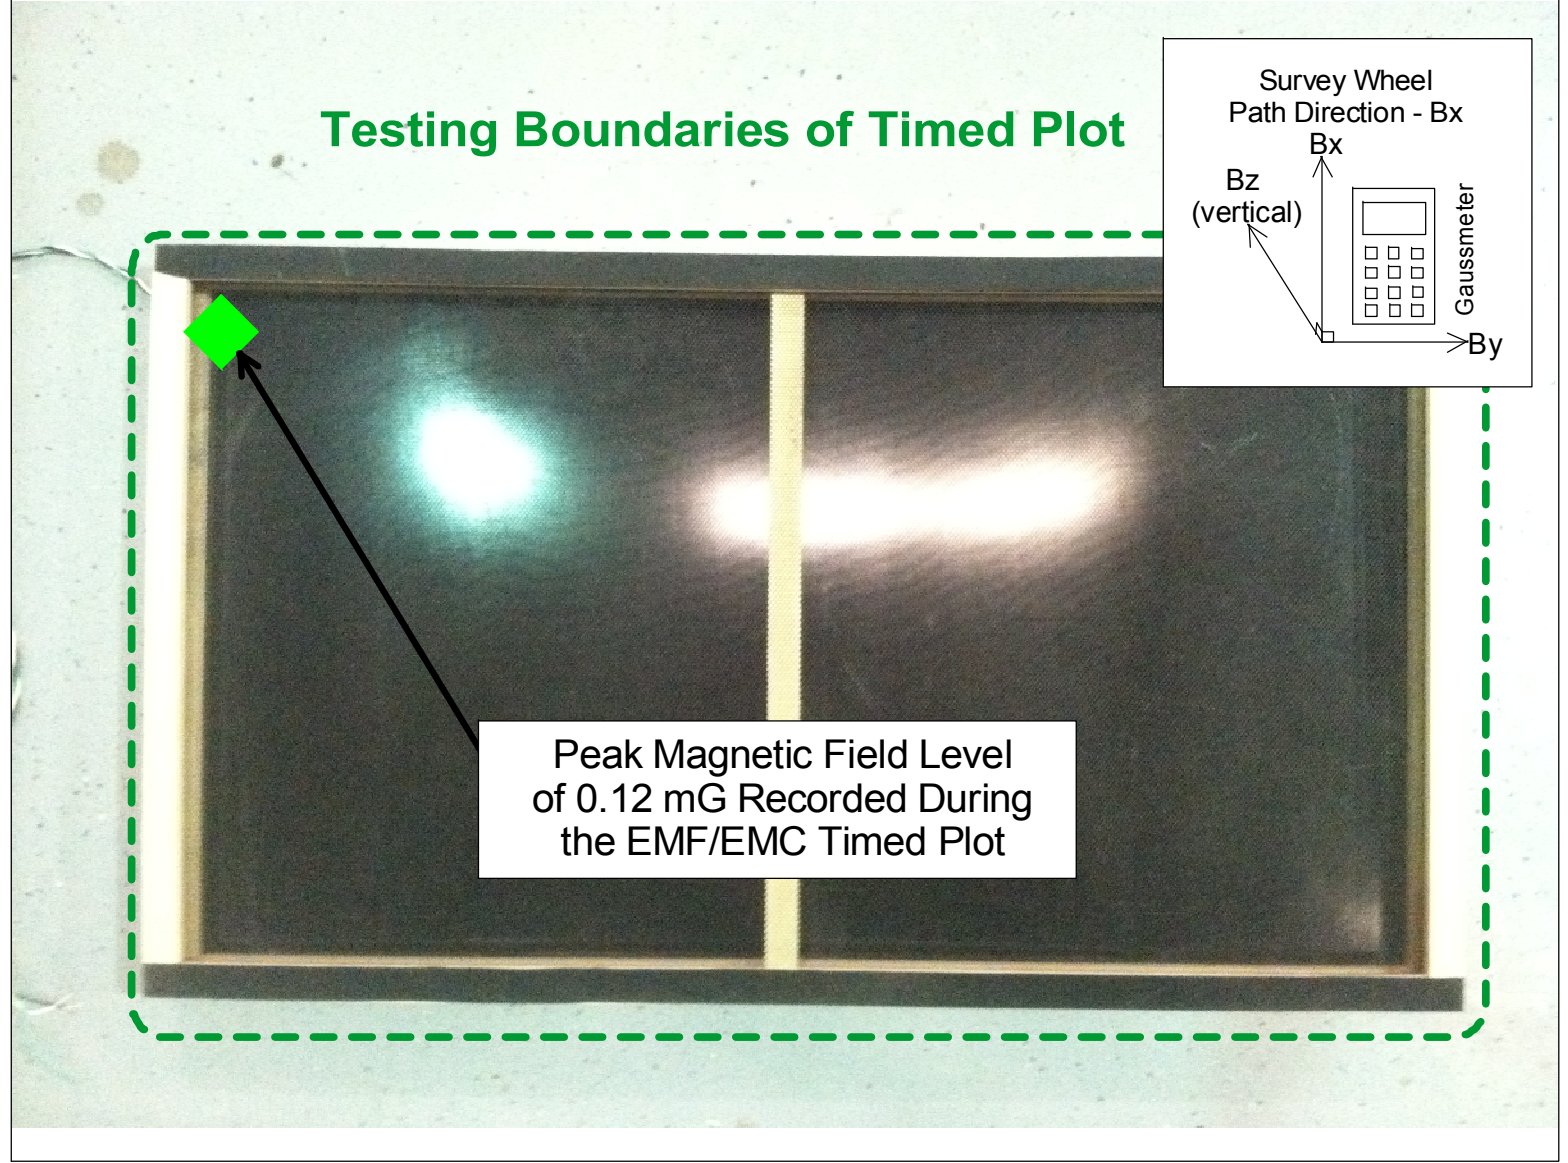 Testing Boundaries of Timed Plot
Survey Wheel
Path Direction - Bx
Bx
Bz
(vertical)
Gaussmeter
By
Peak Magnetic Field Level
of 0.12 mG Recorded During
the EMF/EMC Timed Plot